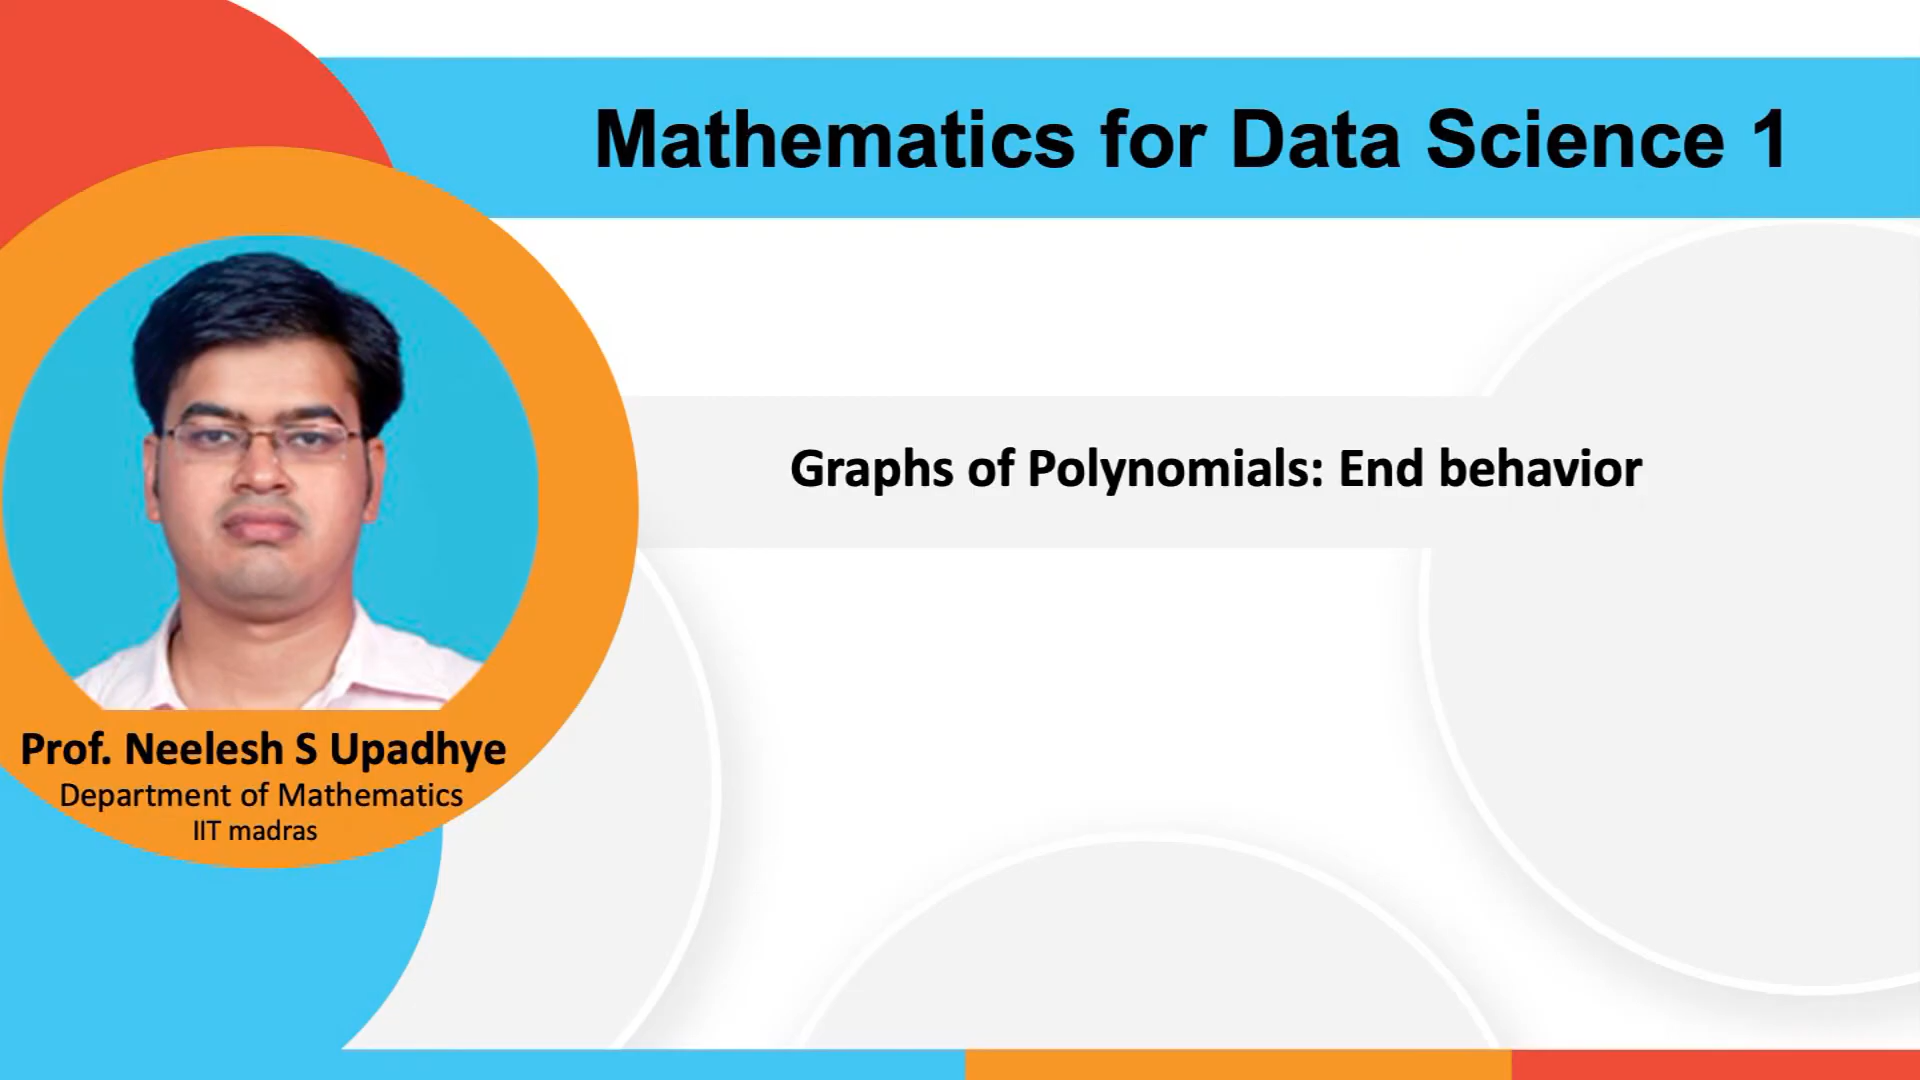 Mathematics for Data Science 1
Graphs of Polynomials: End behavior
Prof. Neelesh S Upadhye
Department of Mathematics
IIT madras